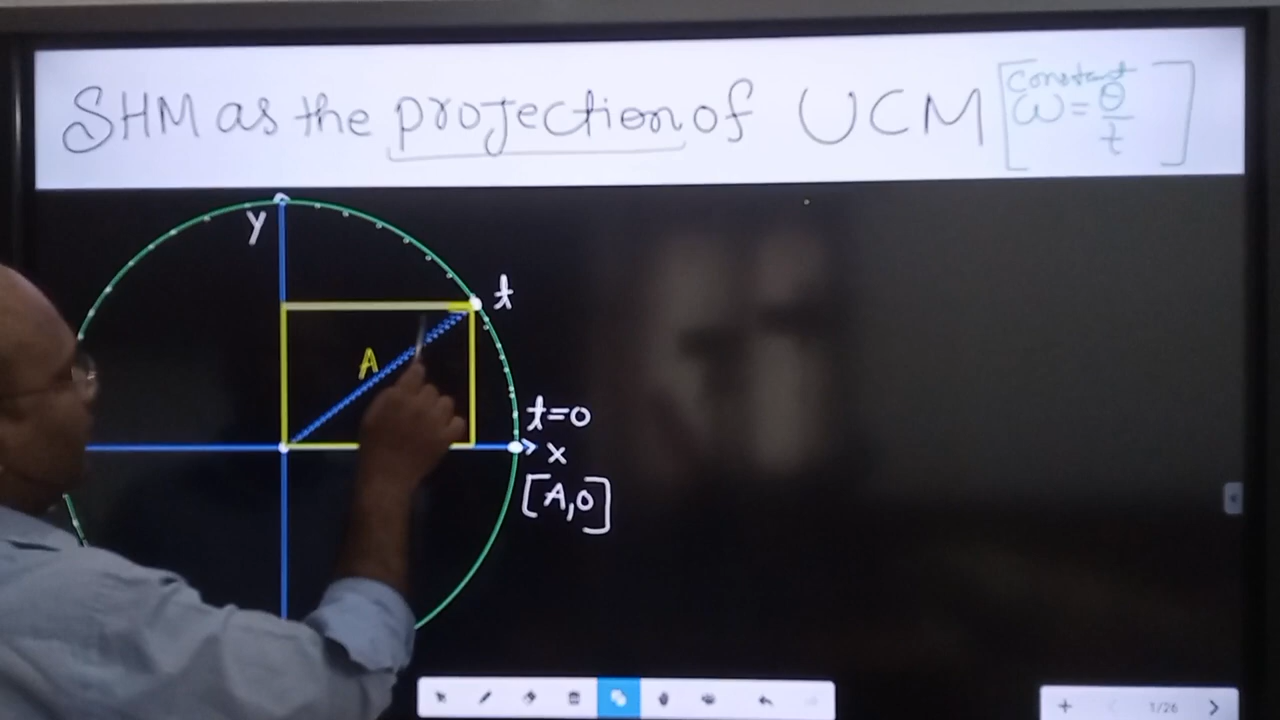 SHM as the projection of UCM
[Constant
ω = θ/t]
y
t
A
t=0
x
[A,0]
1/26